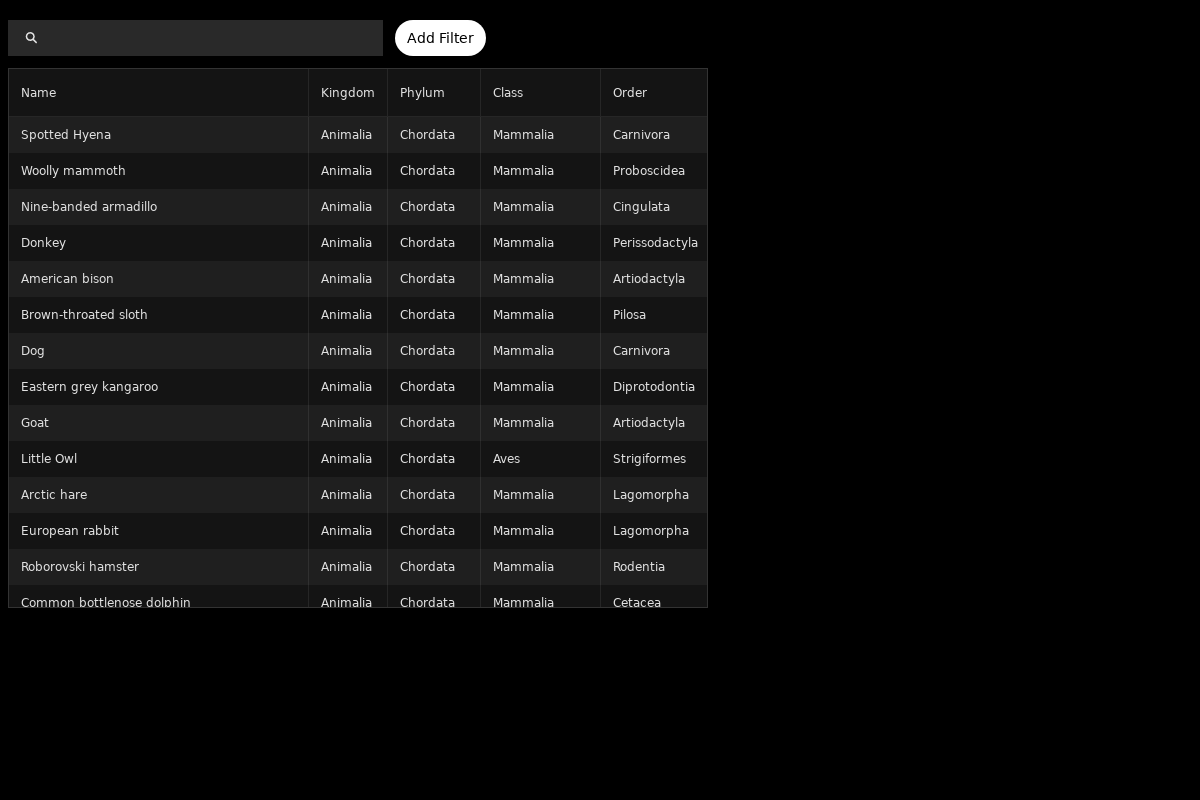 Add Filter
Name Kingdom Phylum Class Order
Spotted Hyena Animalia Chordata Mammalia Carnivora
Woolly mammoth Animalia Chordata Mammalia Proboscidea
Nine-banded armadillo Animalia Chordata Mammalia Cingulata
Donkey Animalia Chordata Mammalia Perissodactyla
American bison Animalia Chordata Mammalia Artiodactyla
Brown-throated sloth Animalia Chordata Mammalia Pilosa
Dog Animalia Chordata Mammalia Carnivora
Eastern grey kangaroo Animalia Chordata Mammalia Diprotodontia
Goat Animalia Chordata Mammalia Artiodactyla
Little Owl Animalia Chordata Aves Strigiformes
Arctic hare Animalia Chordata Mammalia Lagomorpha
European rabbit Animalia Chordata Mammalia Lagomorpha
Roborovski hamster Animalia Chordata Mammalia Rodentia
Common bottlenose dolphin Animalia Chordata Mammalia Cetacea